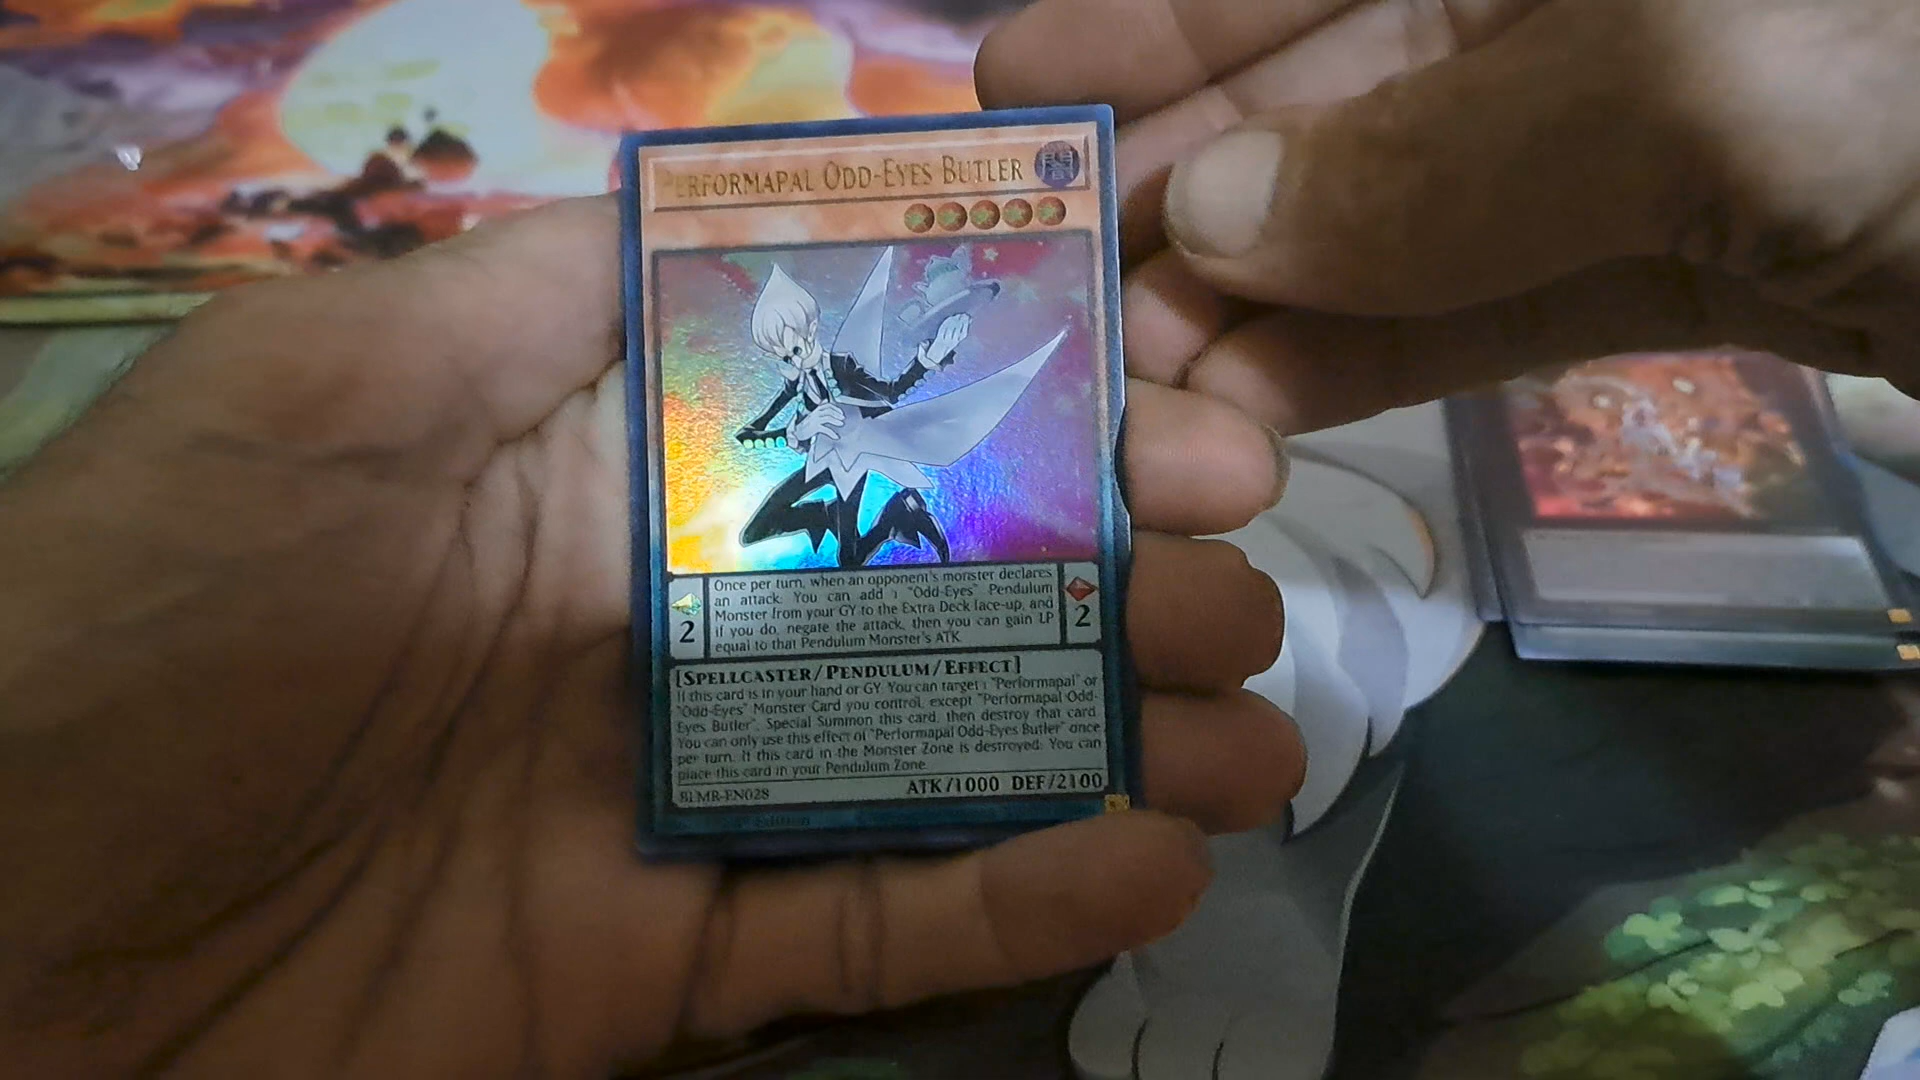 PERFORMAPAL ODD-EYES BUTLER
闇
Once per turn, when an opponent's monster declares
an attack: You can add 1 "Odd-Eyes" Pendulum
Monster from your GY to the Extra Deck face-up, and
if you do, negate the attack, then you can gain LP
equal to that Pendulum Monster's ATK.
2
2
[SPELLCASTER/PENDULUM/EFFECT]
If this card is in your hand or GY: You can target 1 "Performapal" or
"Odd-Eyes" Monster Card you control, except "Performapal Odd-
Eyes Butler"; Special Summon this card, then destroy that card.
You can only use this effect of "Performapal Odd-Eyes Butler" once
per turn. If this card in the Monster Zone is destroyed: You can
place this card in your Pendulum Zone.
ATK/1000 DEF/2100
BLMR-EN028
1st Edition